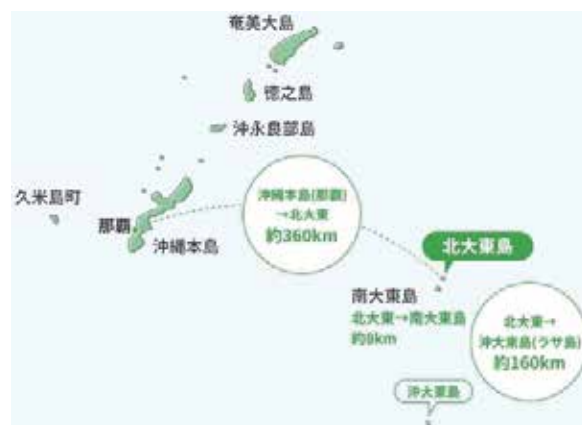 奄美大島
徳之島
沖永良部島
久米島町
那覇
沖縄本島
沖縄本島(那覇)
→北大東
約360km
北大東島
南大東島
北大東→南大東島
約8km
北大東→
沖大東島(ラサ島)
約160km
沖大東島